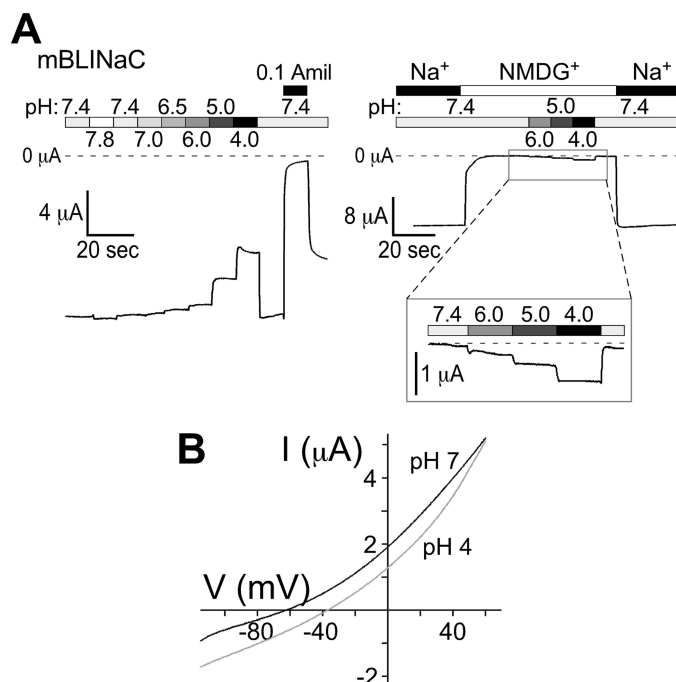 A
mBLINaC
0.1 Amil
pH: 7.4 7.4 6.5 5.0 7.4
7.8 7.0 6.0 4.0
0 μA
4 μA
20 sec
Na+ NMDG+ Na+
pH: 7.4 5.0 7.4
6.0 4.0
0 μA
8 μA
20 sec
7.4 6.0 5.0 4.0
1 μA
B
I (μA)
pH 7
4
pH 4
2
V (mV)
-80 -40 40
-2